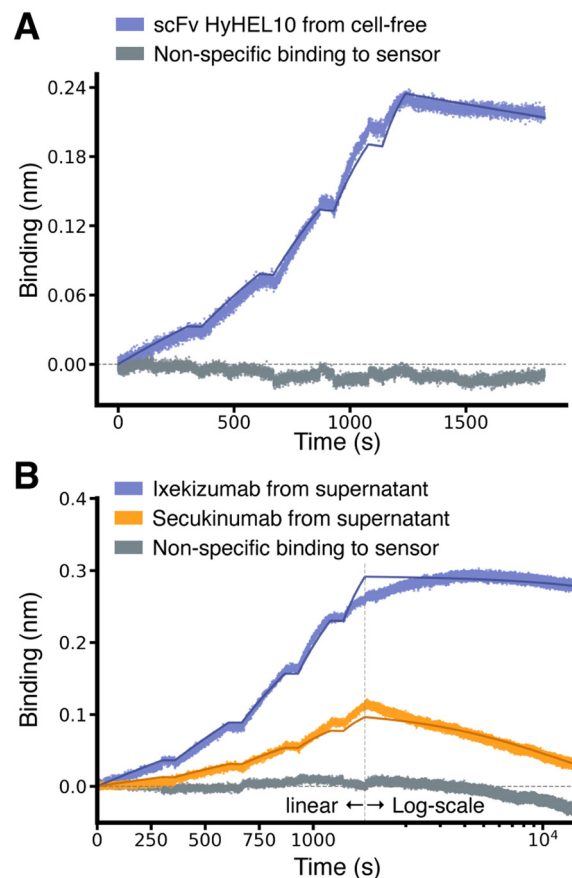 A
scFv HyHEL10 from cell-free
Non-specific binding to sensor
0.24
0.18
0.12
0.06
0.00
Binding (nm)
0 500 1000 1500
Time (s)
B
Ixekizumab from supernatant
Secukinumab from supernatant
Non-specific binding to sensor
0.4
0.3
0.2
0.1
0.0
Binding (nm)
linear ←→ Log-scale
0 250 500 750 1000 10⁴
Time (s)